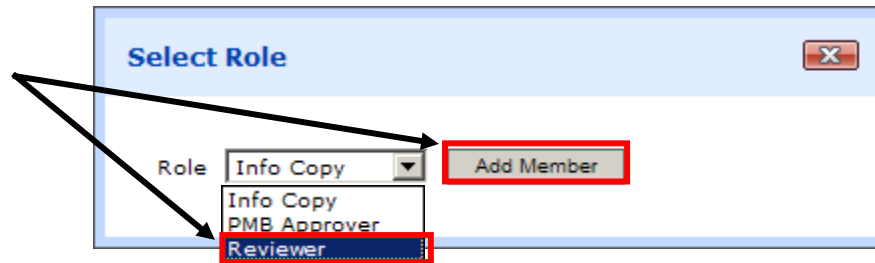 Select Role
Role Info Copy Add Member
Info Copy
PMB Approver
Reviewer